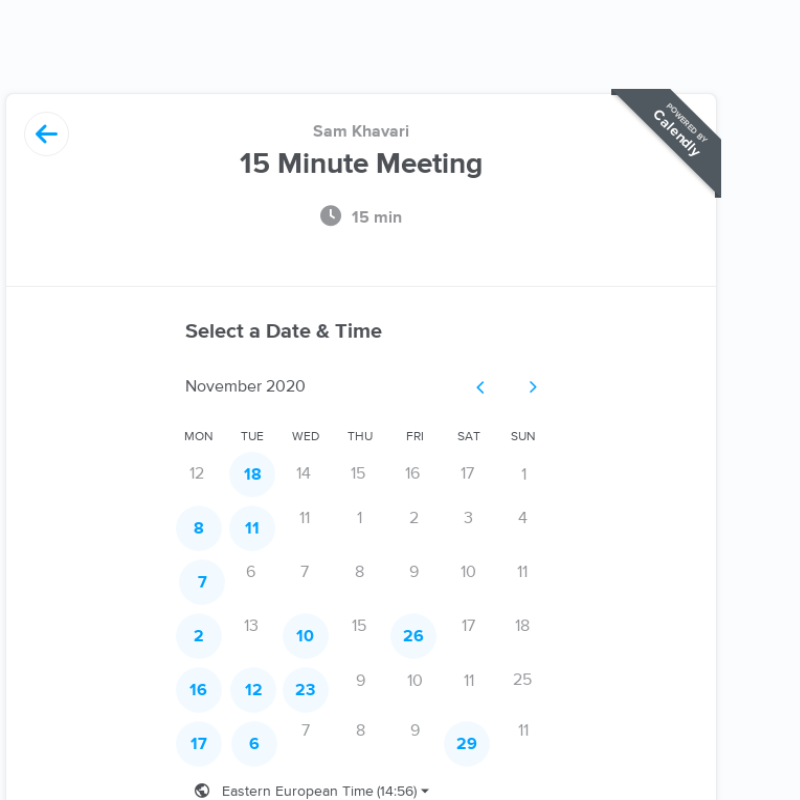 Sam Khavari
15 Minute Meeting
15 min
POWERED BY
Calendly
Select a Date & Time
November 2020
MON TUE WED THU FRI SAT SUN
12 18 14 15 16 17 1
8 11 11 1 2 3 4
7 6 7 8 9 10 11
2 13 10 15 26 17 18
16 12 23 9 10 11 25
17 6 7 8 9 29 11
Eastern European Time (14:56)